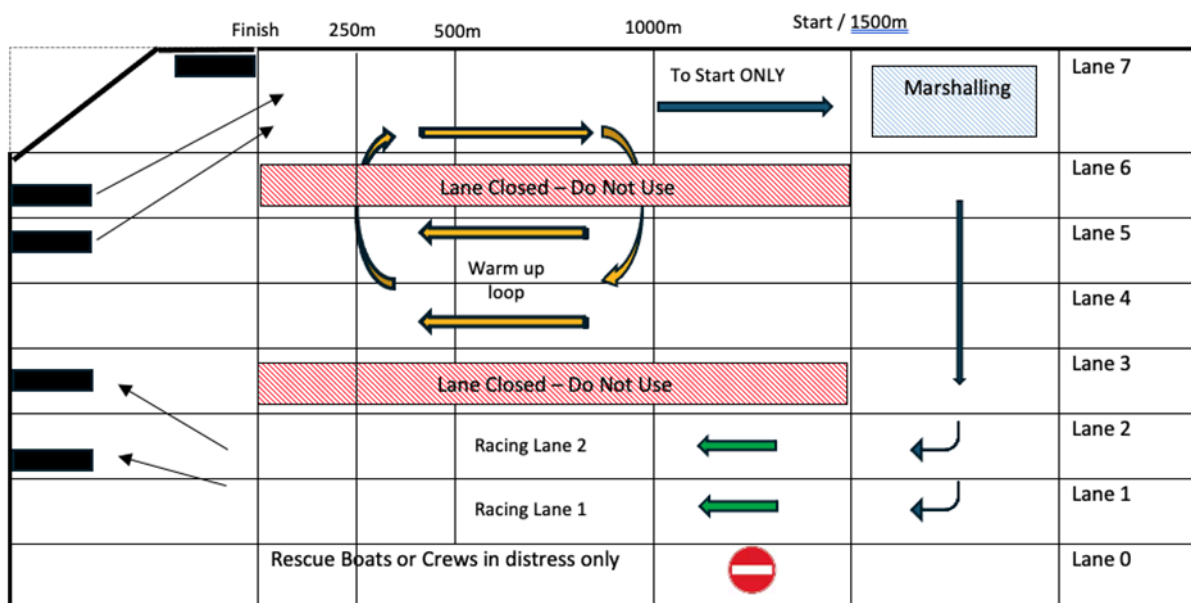 Finish
250m
500m
1000m
Start / 1500m
To Start ONLY
Marshalling
Lane 7
Lane Closed – Do Not Use
Lane 6
Lane 5
Warm up
loop
Lane 4
Lane Closed – Do Not Use
Lane 3
Racing Lane 2
Lane 2
Racing Lane 1
Lane 1
Rescue Boats or Crews in distress only
Lane 0